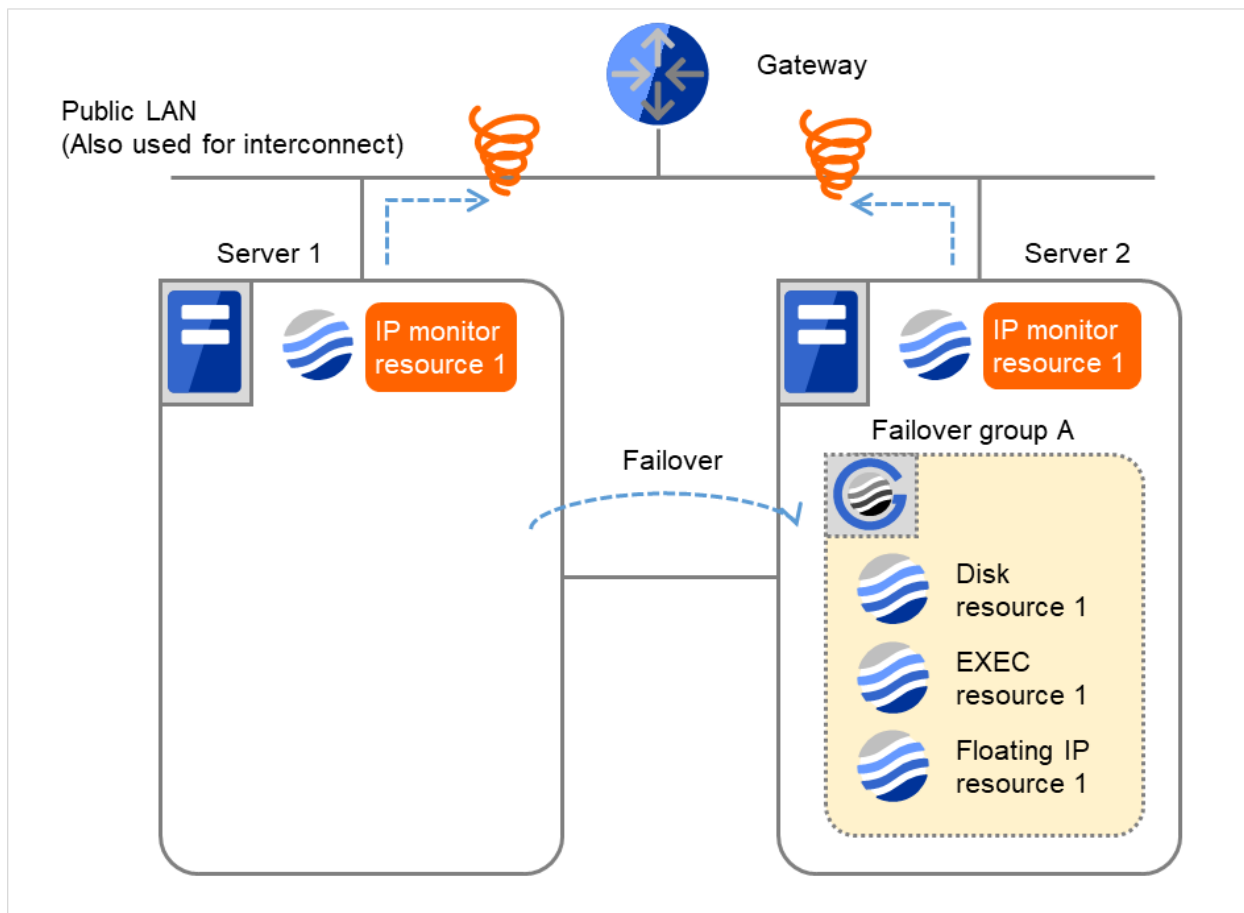 Gateway
Public LAN
(Also used for interconnect)
Server 1
Server 2
IP monitor
resource 1
IP monitor
resource 1
Failover group A
Failover
Disk
resource 1
EXEC
resource 1
Floating IP
resource 1